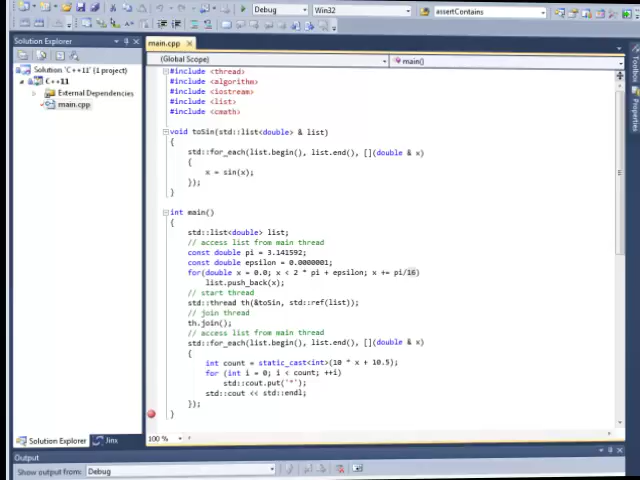 Debug
Win32
assertContains
Solution Explorer
main.cpp
(Global Scope)
main()
Toolbox
Properties
Solution 'C++11' (1 project)
C++11
External Dependencies
main.cpp
#include <thread>
#include <algorithm>
#include <iostream>
#include <list>
#include <cmath>
void toSin(std::list<double> & list)
{
std::for_each(list.begin(), list.end(), [](double & x)
{
x = sin(x);
});
}
int main()
{
std::list<double> list;
// access list from main thread
const double pi = 3.141592;
const double epsilon = 0.0000001;
for(double x = 0.0; x < 2 * pi + epsilon; x += pi/16)
list.push_back(x);
// start thread
std::thread th(&toSin, std::ref(list));
// join thread
th.join();
// access list from main thread
std::for_each(list.begin(), list.end(), [](double & x)
{
int count = static_cast<int>(10 * x + 10.5);
for (int i = 0; i < count; ++i)
std::cout.put('*');
std::cout << std::endl;
});
}
100 %
Solution Explorer
Jinx
Output
Show output from:
Debug